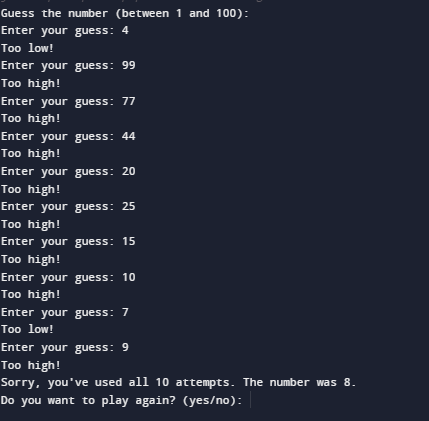 Guess the number (between 1 and 100):
Enter your guess: 4
Too low!
Enter your guess: 99
Too high!
Enter your guess: 77
Too high!
Enter your guess: 44
Too high!
Enter your guess: 20
Too high!
Enter your guess: 25
Too high!
Enter your guess: 15
Too high!
Enter your guess: 10
Too high!
Enter your guess: 7
Too low!
Enter your guess: 9
Too high!
Sorry, you've used all 10 attempts. The number was 8.
Do you want to play again? (yes/no):